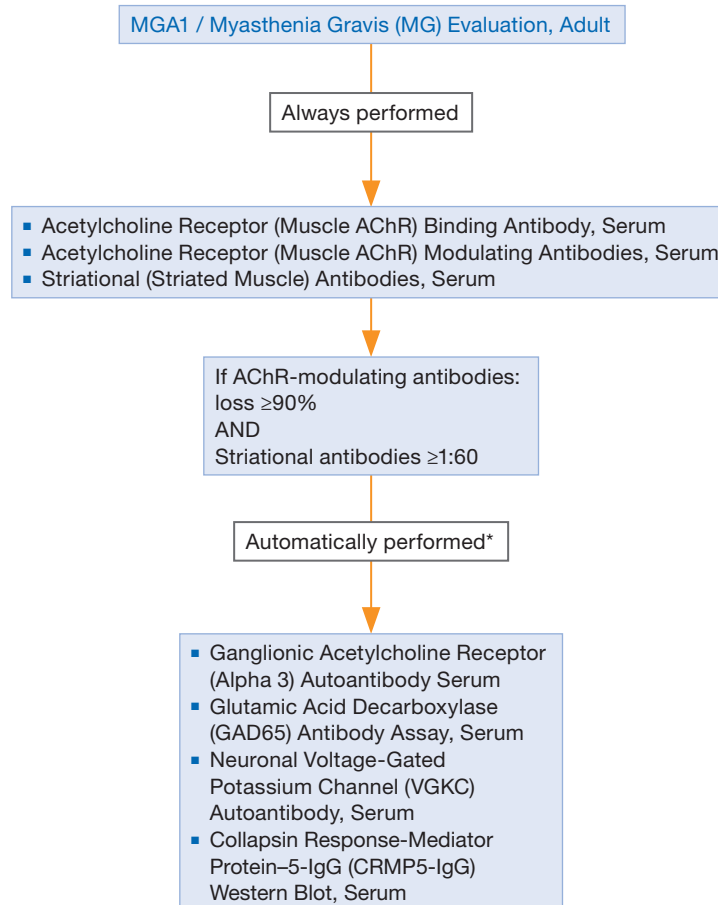 MGA1 / Myasthenia Gravis (MG) Evaluation, Adult
Always performed
▪ Acetylcholine Receptor (Muscle AChR) Binding Antibody, Serum
▪ Acetylcholine Receptor (Muscle AChR) Modulating Antibodies, Serum
▪ Striational (Striated Muscle) Antibodies, Serum
If AChR-modulating antibodies:
loss ≥90%
AND
Striational antibodies ≥1:60
Automatically performed*
▪ Ganglionic Acetylcholine Receptor
(Alpha 3) Autoantibody Serum
▪ Glutamic Acid Decarboxylase
(GAD65) Antibody Assay, Serum
▪ Neuronal Voltage-Gated
Potassium Channel (VGKC)
Autoantibody, Serum
▪ Collapsin Response-Mediator
Protein–5-IgG (CRMP5-IgG)
Western Blot, Serum